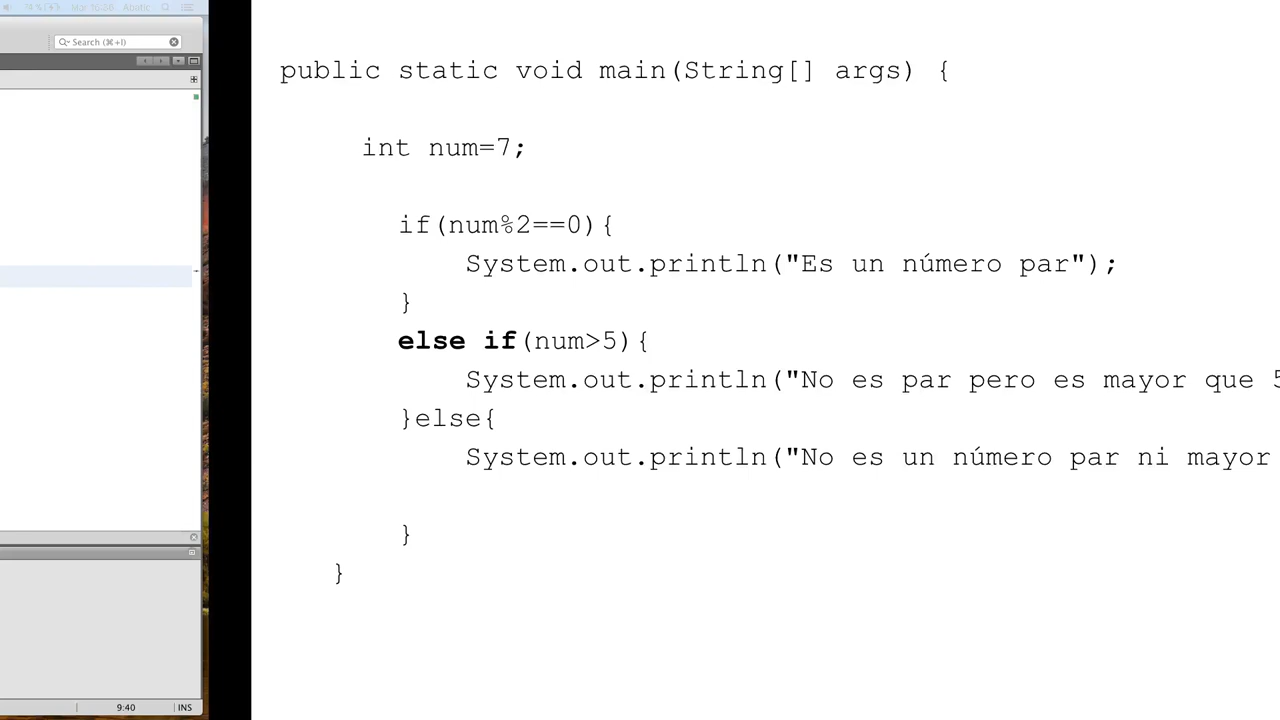 Search (⌘+I)
public static void main(String[] args) {
int num=7;
if(num%2==0){
System.out.println("Es un número par");
}
else if(num>5){
System.out.println("No es par pero es mayor que 5
}else{
System.out.println("No es un número par ni mayor
}
}
9:40 INS